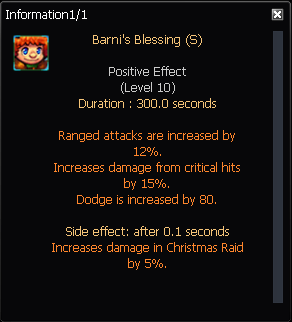 Information1/1
Barni's Blessing (S)
Positive Effect
(Level 10)
Duration : 300.0 seconds
Ranged attacks are increased by
12%.
Increases damage from critical hits
by 15%.
Dodge is increased by 80.
Side effect: after 0.1 seconds
Increases damage in Christmas Raid
by 5%.